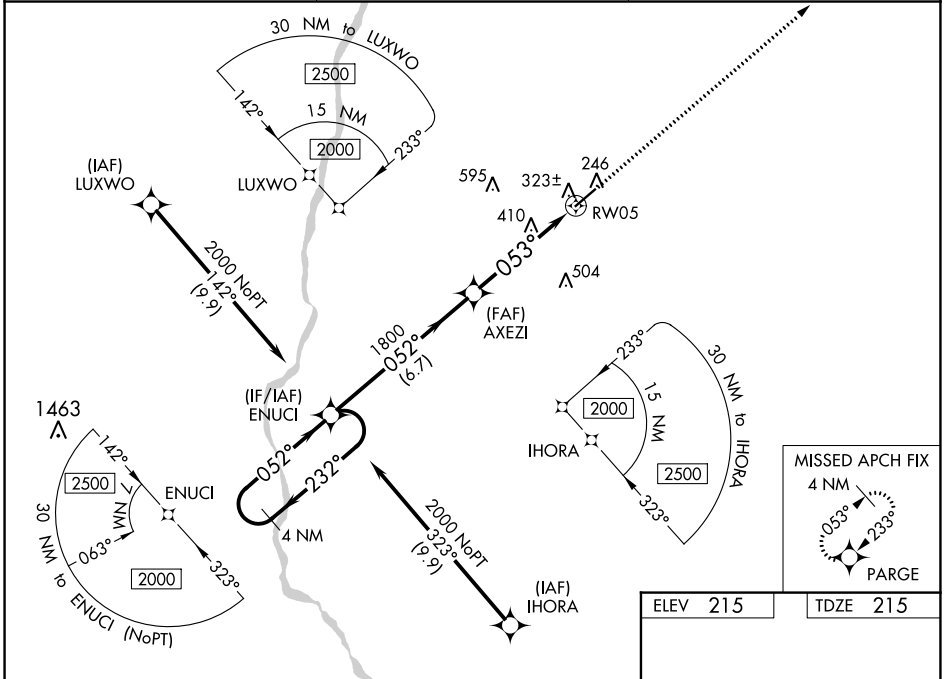 30 NM to LUXWO
2500
142°
15 NM
2000
233°
LUXWO
(IAF)
LUXWO
2000 NoPT
142°
(9.9)
595
323±
246
RW05
410
053°
504
(FAF)
AXEZI
1800
052°
(6.7)
(IF/IAF)
ENUCI
052°
232°
4 NM
1463
142°
2500
7 NM
ENUCI
063°
2000
323°
30 NM to ENUCI (NoPT)
2000 NoPT
323°
(9.9)
(IAF)
IHORA
233°
15 NM
2000
IHORA
2500
323°
30 NM to IHORA
MISSED APCH FIX
4 NM
053°
233°
PARGE
ELEV 215
TDZE 215